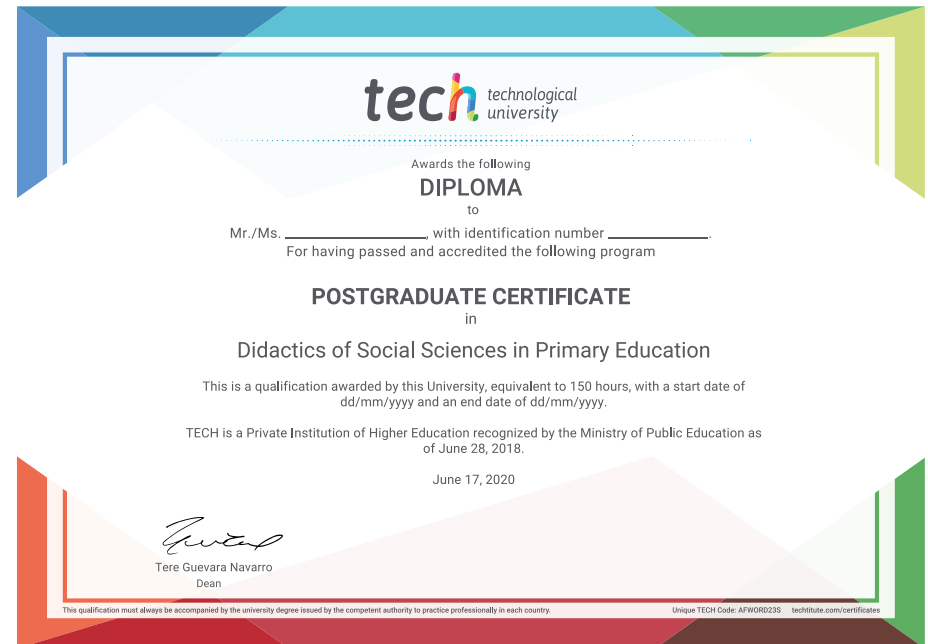 tech technological
university
Awards the following
DIPLOMA
to
Mr./Ms. ____________________, with identification number ______________.
For having passed and accredited the following program
POSTGRADUATE CERTIFICATE
in
Didactics of Social Sciences in Primary Education
This is a qualification awarded by this University, equivalent to 150 hours, with a start date of
dd/mm/yyyy and an end date of dd/mm/yyyy.
TECH is a Private Institution of Higher Education recognized by the Ministry of Public Education as
of June 28, 2018.
June 17, 2020
Tere Guevara Navarro
Dean
This qualification must always be accompanied by the university degree issued by the competent authority to practice professionally in each country.
Unique TECH Code: AFWORD23S techtitute.com/certificates